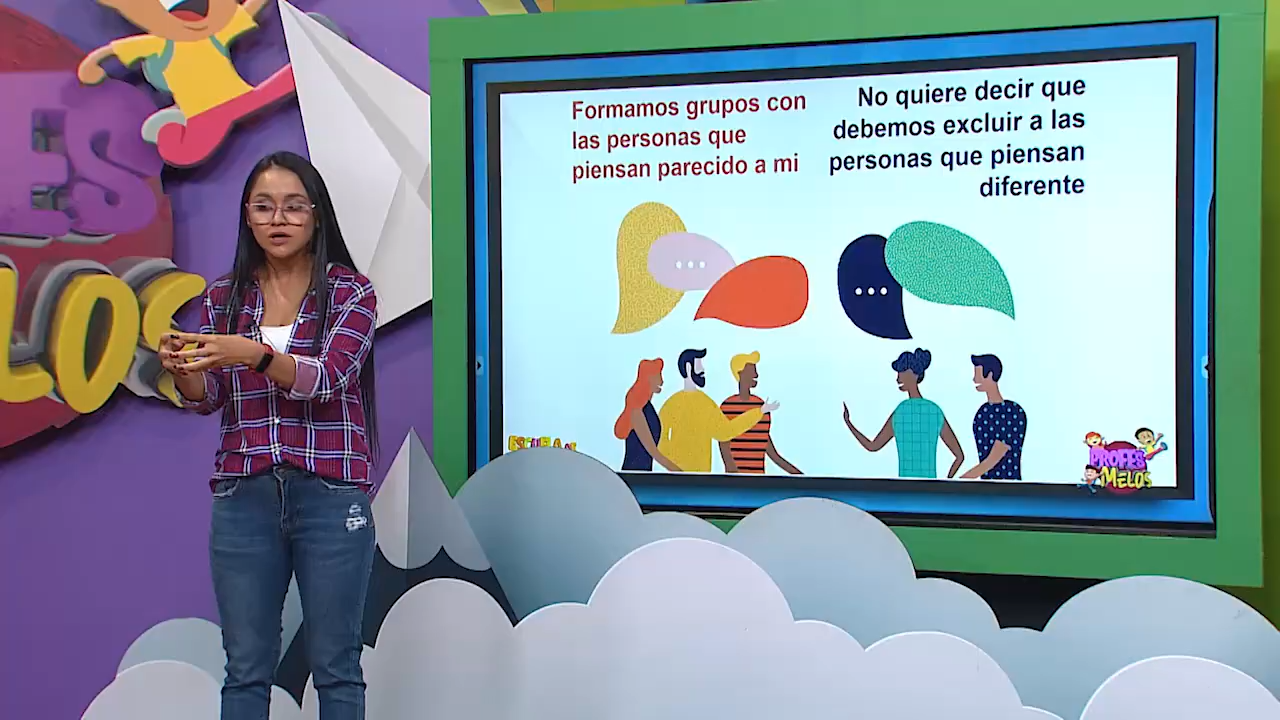 Formamos grupos con
las personas que
piensan parecido a mi
No quiere decir que
debemos excluir a las
personas que piensan
diferente
PROFES
MELOS